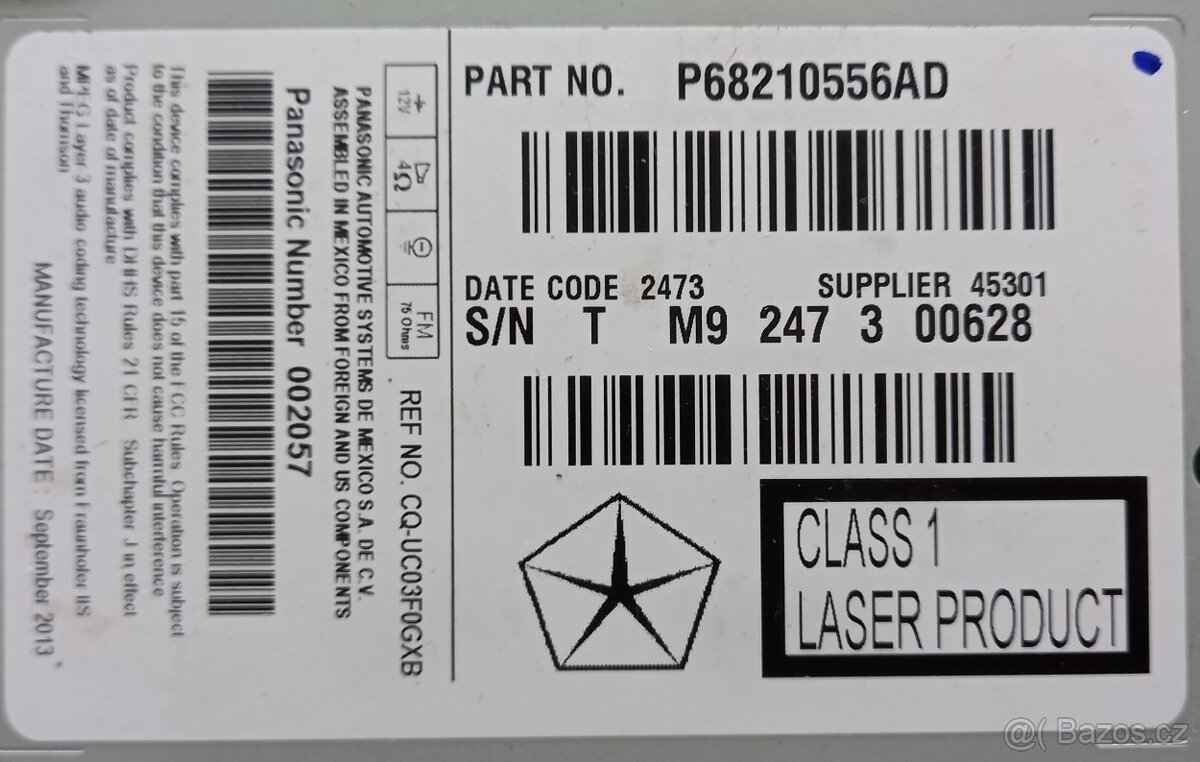 PART NO. P68210556AD
DATE CODE 2473 SUPPLIER 45301
S/N T M9 247 3 00628
CLASS 1
LASER PRODUCT
12V
4Ω
FM
75 Ohms
REF NO. CQ-UC03F0GXB
PANASONIC AUTOMOTIVE SYSTEMS DE MEXICO S.A. DE C.V.
ASSEMBLED IN MEXICO FROM FOREIGN AND US COMPONENTS
Panasonic Number 002057
This device complies with part 15 of the FCC Rules. Operation is subject
to the condition that this device does not cause harmful interference
Product complies with DHHS Rules 21 CFR Subchapter J in effect
as of date of manufacture
MPEG Layer 3 audio coding technology licensed from Fraunhofer IIS
and Thomson
MANUFACTURE DATE : September 2013
@( Bazos.cz